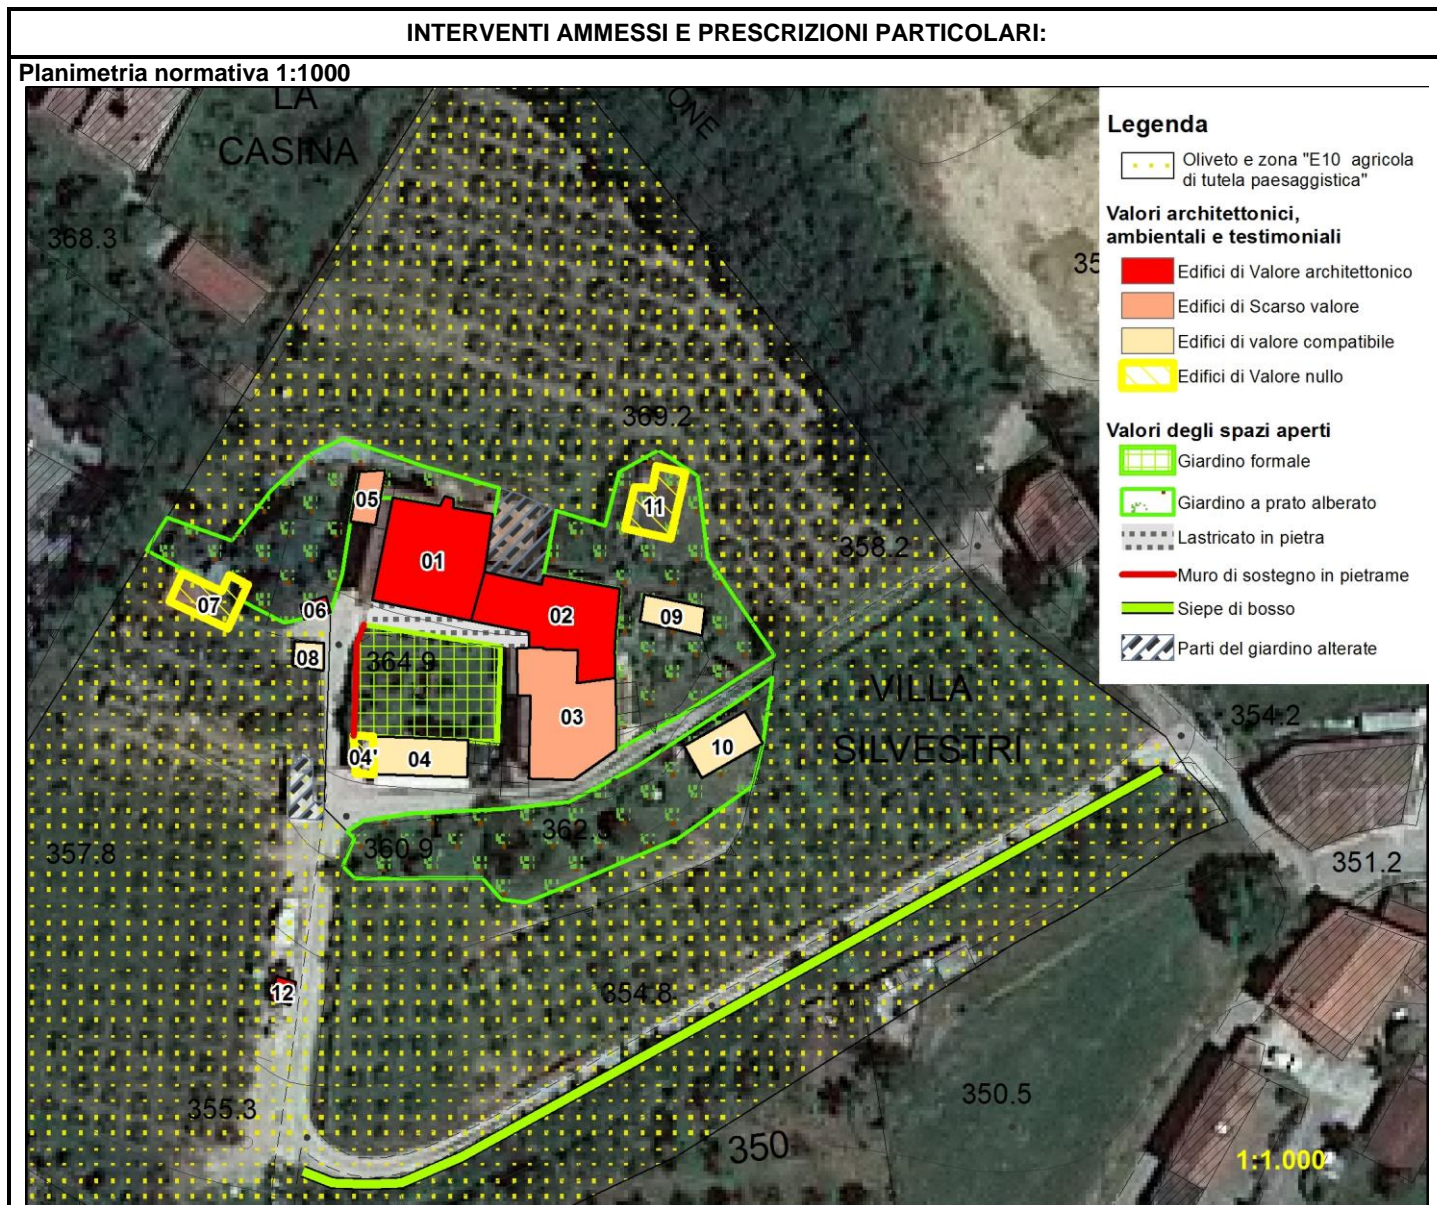 INTERVENTI AMMESSI E PRESCRIZIONI PARTICOLARI:
Planimetria normativa 1:1000
LA
CASINA
ONE
368.3
35
369.2
358.2
364.9
VILLA
SILVESTRI
354.2
351.2
357.8
360.9
362.
354.8
355.3
350
350.5
1:1.000
01
02
03
04
04'
05
06
07
08
09
10
11
12
Legenda
Oliveto e zona "E10 agricola
di tutela paesaggistica"
Valori architettonici,
ambientali e testimoniali
Edifici di Valore architettonico
Edifici di Scarso valore
Edifici di valore compatibile
Edifici di Valore nullo
Valori degli spazi aperti
Giardino formale
Giardino a prato alberato
Lastricato in pietra
Muro di sostegno in pietrame
Siepe di bosso
Parti del giardino alterate